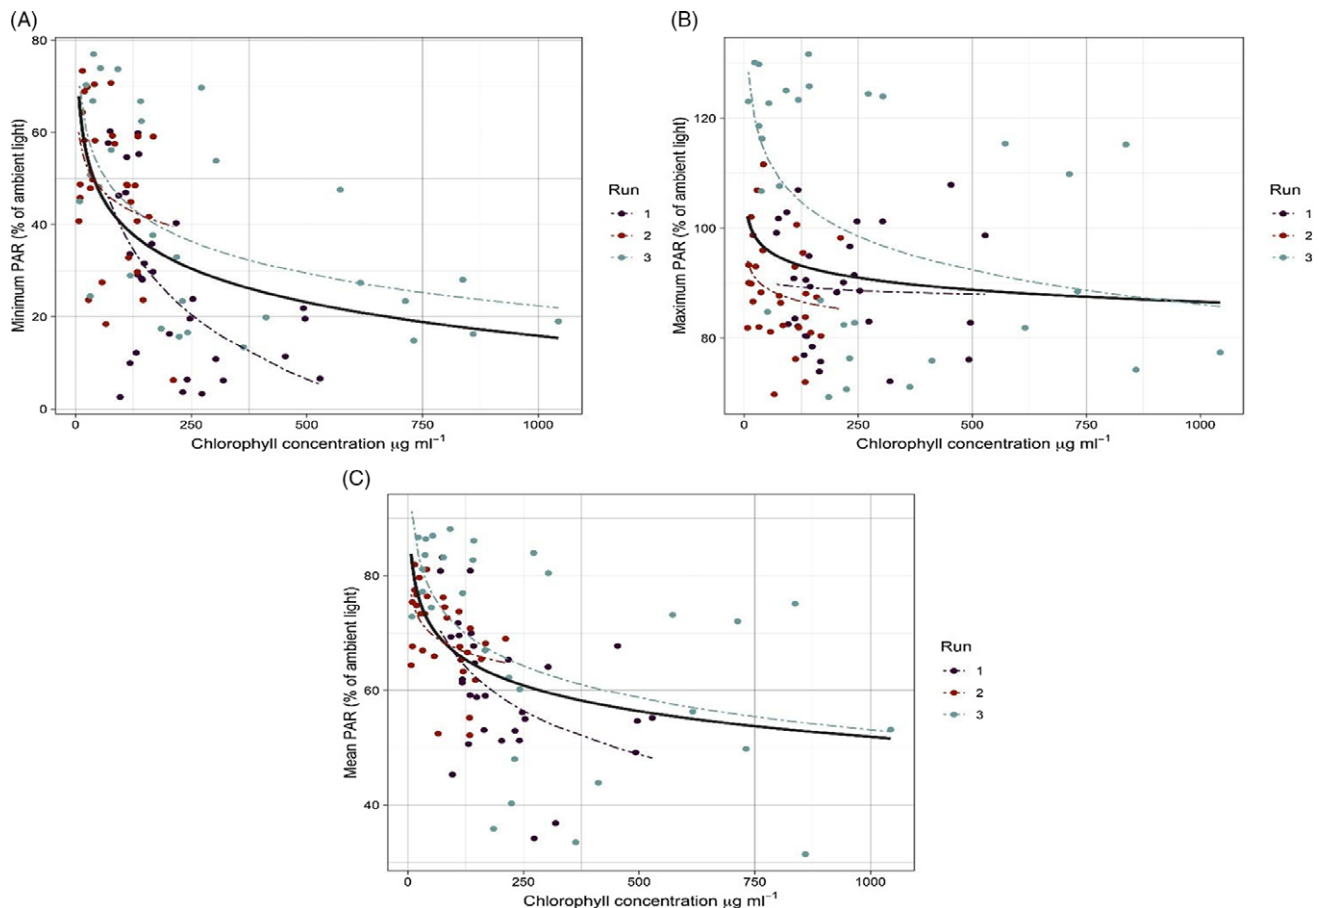 (A)
80
60
40
20
0
Minimum PAR (% of ambient light)
0 250 500 750 1000
Chlorophyll concentration μg ml⁻¹
Run
1
2
3
(B)
120
100
80
Maximum PAR (% of ambient light)
0 250 500 750 1000
Chlorophyll concentration μg ml⁻¹
Run
1
2
3
(C)
80
60
40
Mean PAR (% of ambient light)
0 250 500 750 1000
Chlorophyll concentration μg ml⁻¹
Run
1
2
3